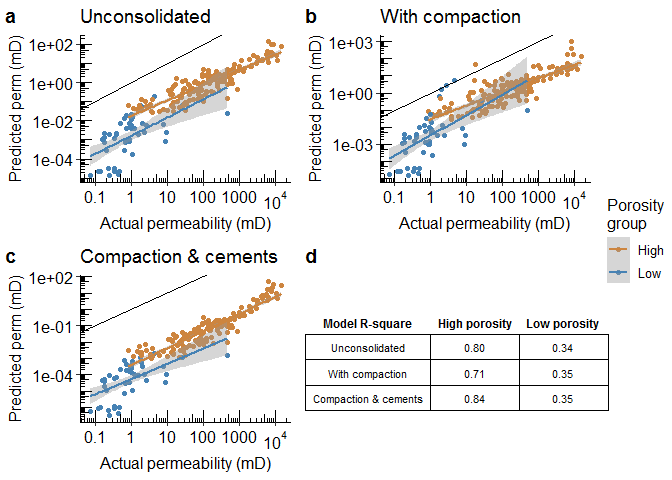 a Unconsolidated
Predicted perm (mD)
1e+02
1e+00
1e-02
1e-04
0.1 1 10 100 1000 10^4
Actual permeability (mD)
b With compaction
Predicted perm (mD)
1e+03
1e+00
1e-03
0.1 1 10 100 1000 10^4
Actual permeability (mD)
c Compaction & cements
Predicted perm (mD)
1e+02
1e-01
1e-04
0.1 1 10 100 1000 10^4
Actual permeability (mD)
d
Model R-square High porosity Low porosity
Unconsolidated 0.80 0.34
With compaction 0.71 0.35
Compaction & cements 0.84 0.35
Porosity
group
High
Low